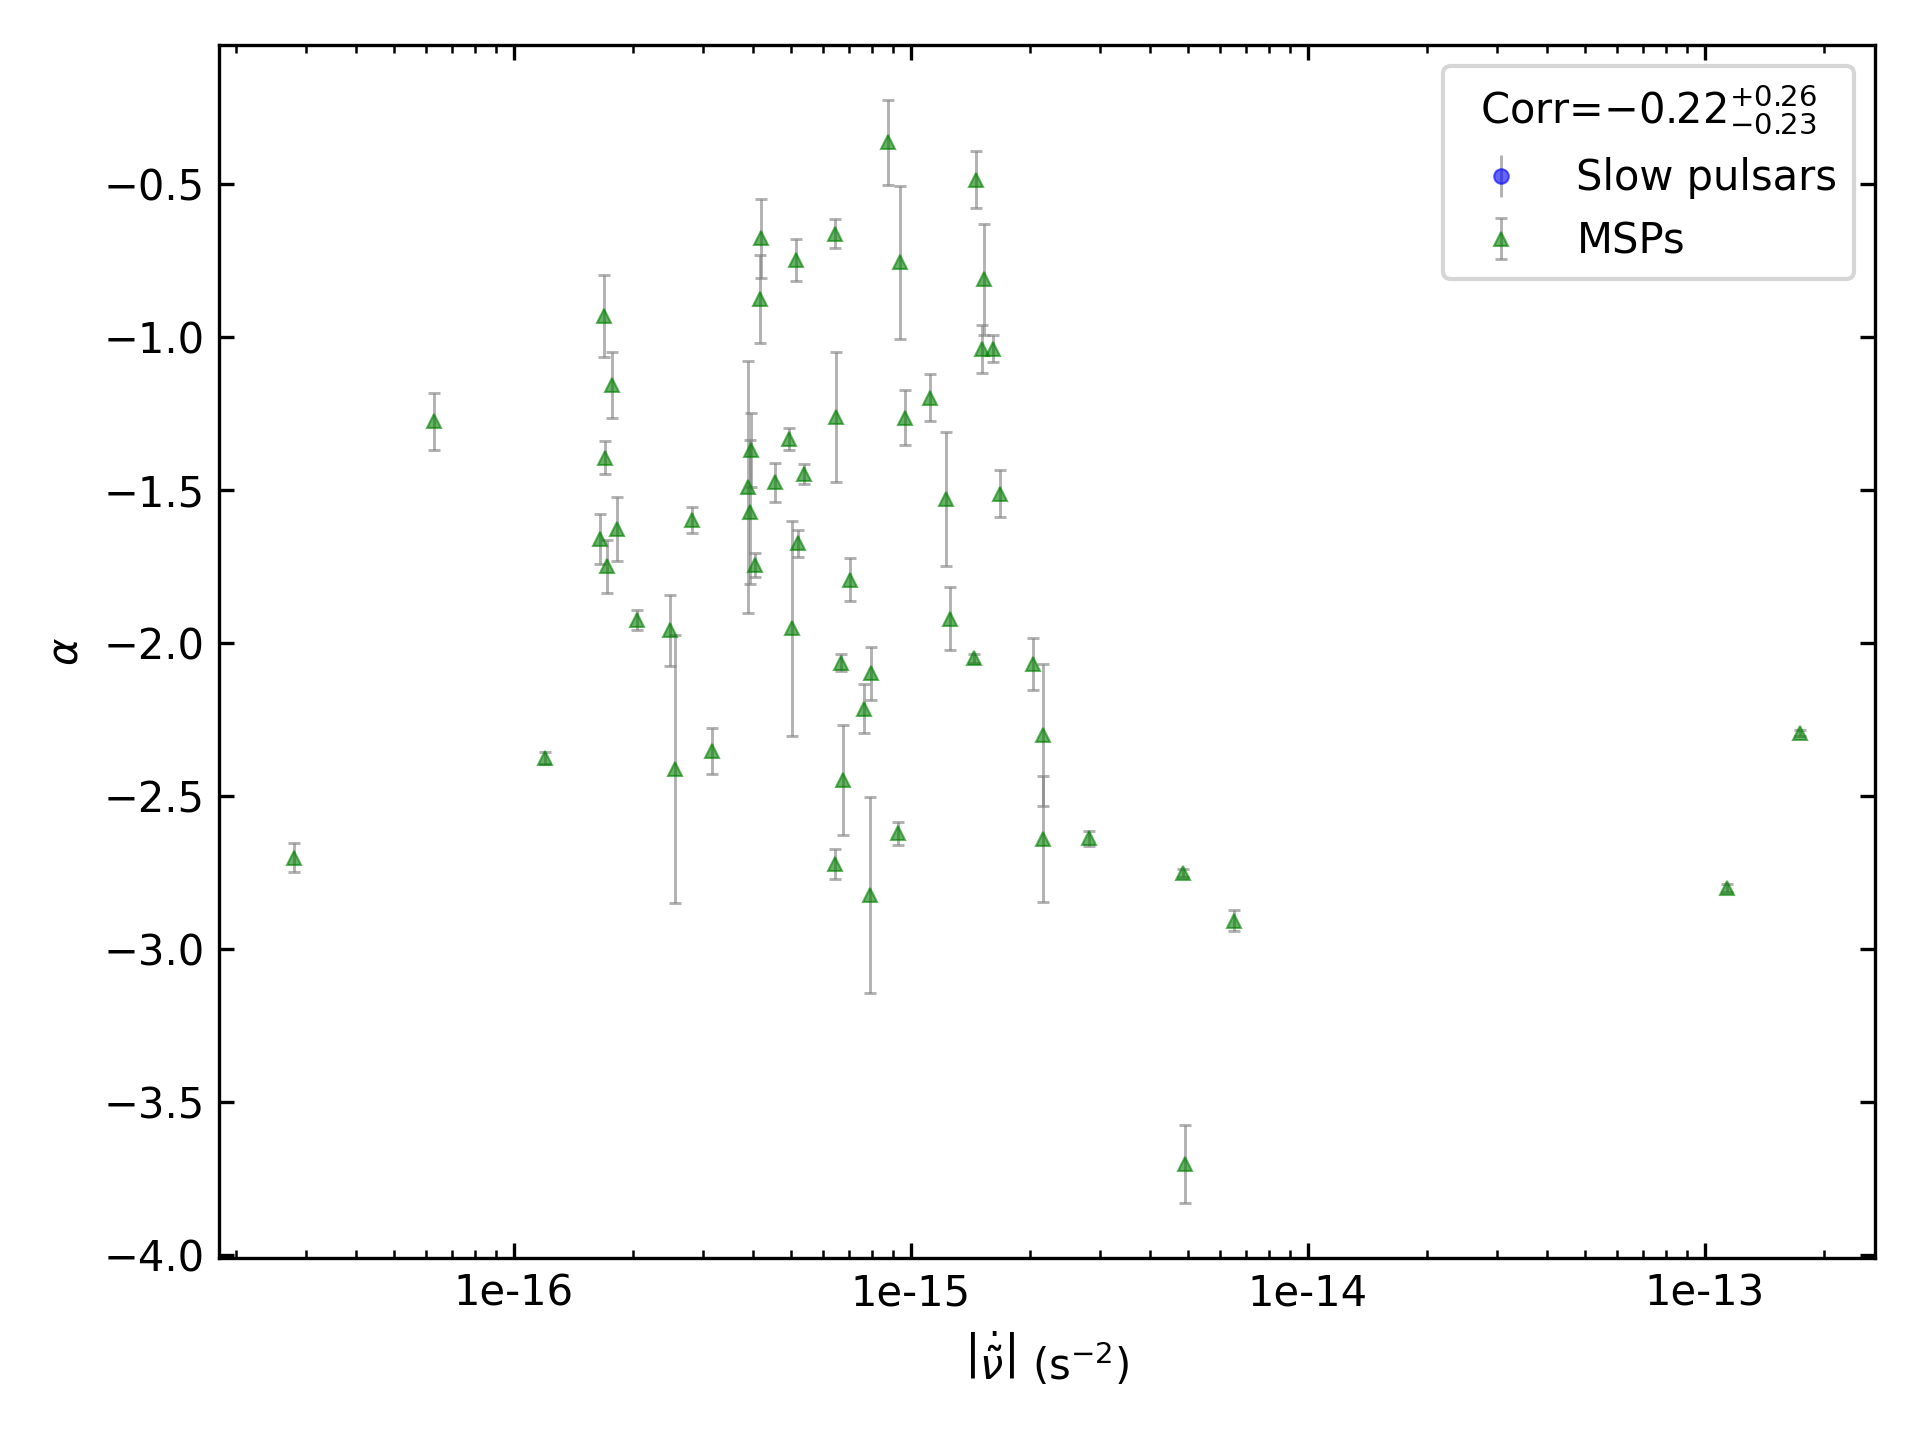 Corr=−0.22^{+0.26}_{−0.23}
Slow pulsars
MSPs
−0.5
−1.0
−1.5
−2.0
−2.5
−3.0
−3.5
−4.0
α
1e-16
1e-15
1e-14
1e-13
|ν̃̇| (s⁻²)